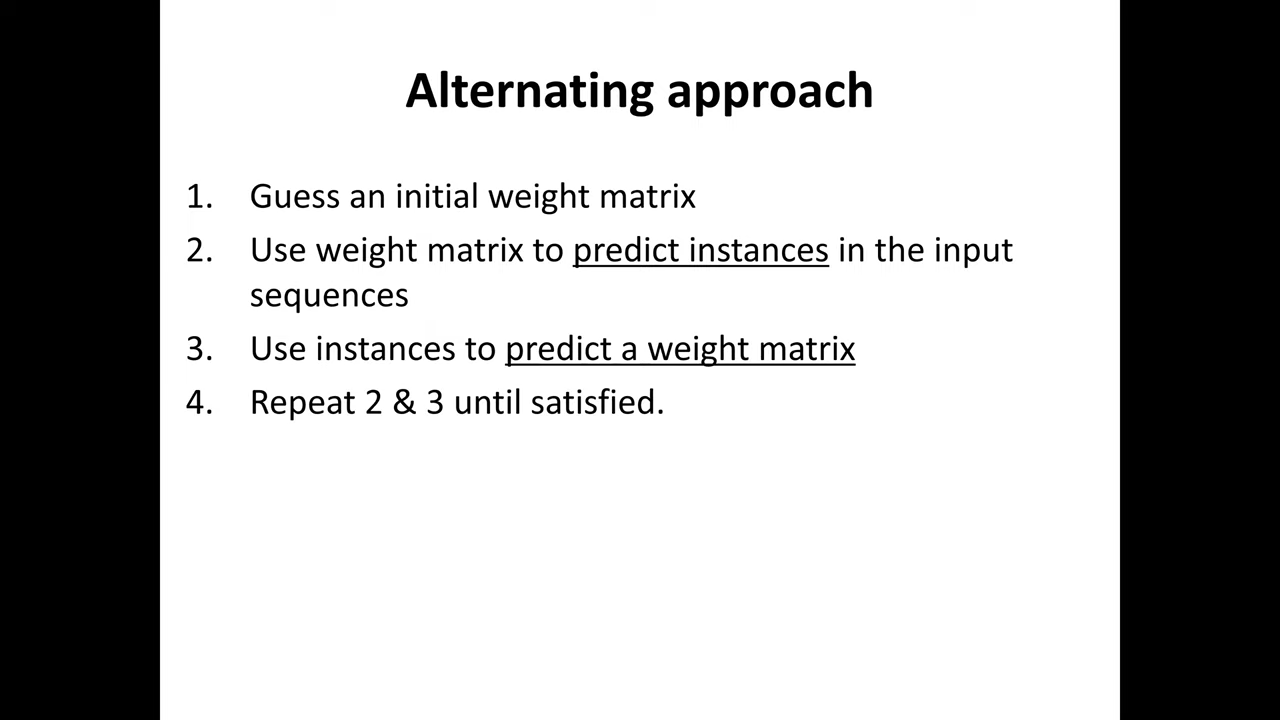 Alternating approach
1. Guess an initial weight matrix
2. Use weight matrix to predict instances in the input
sequences
3. Use instances to predict a weight matrix
4. Repeat 2 & 3 until satisfied.